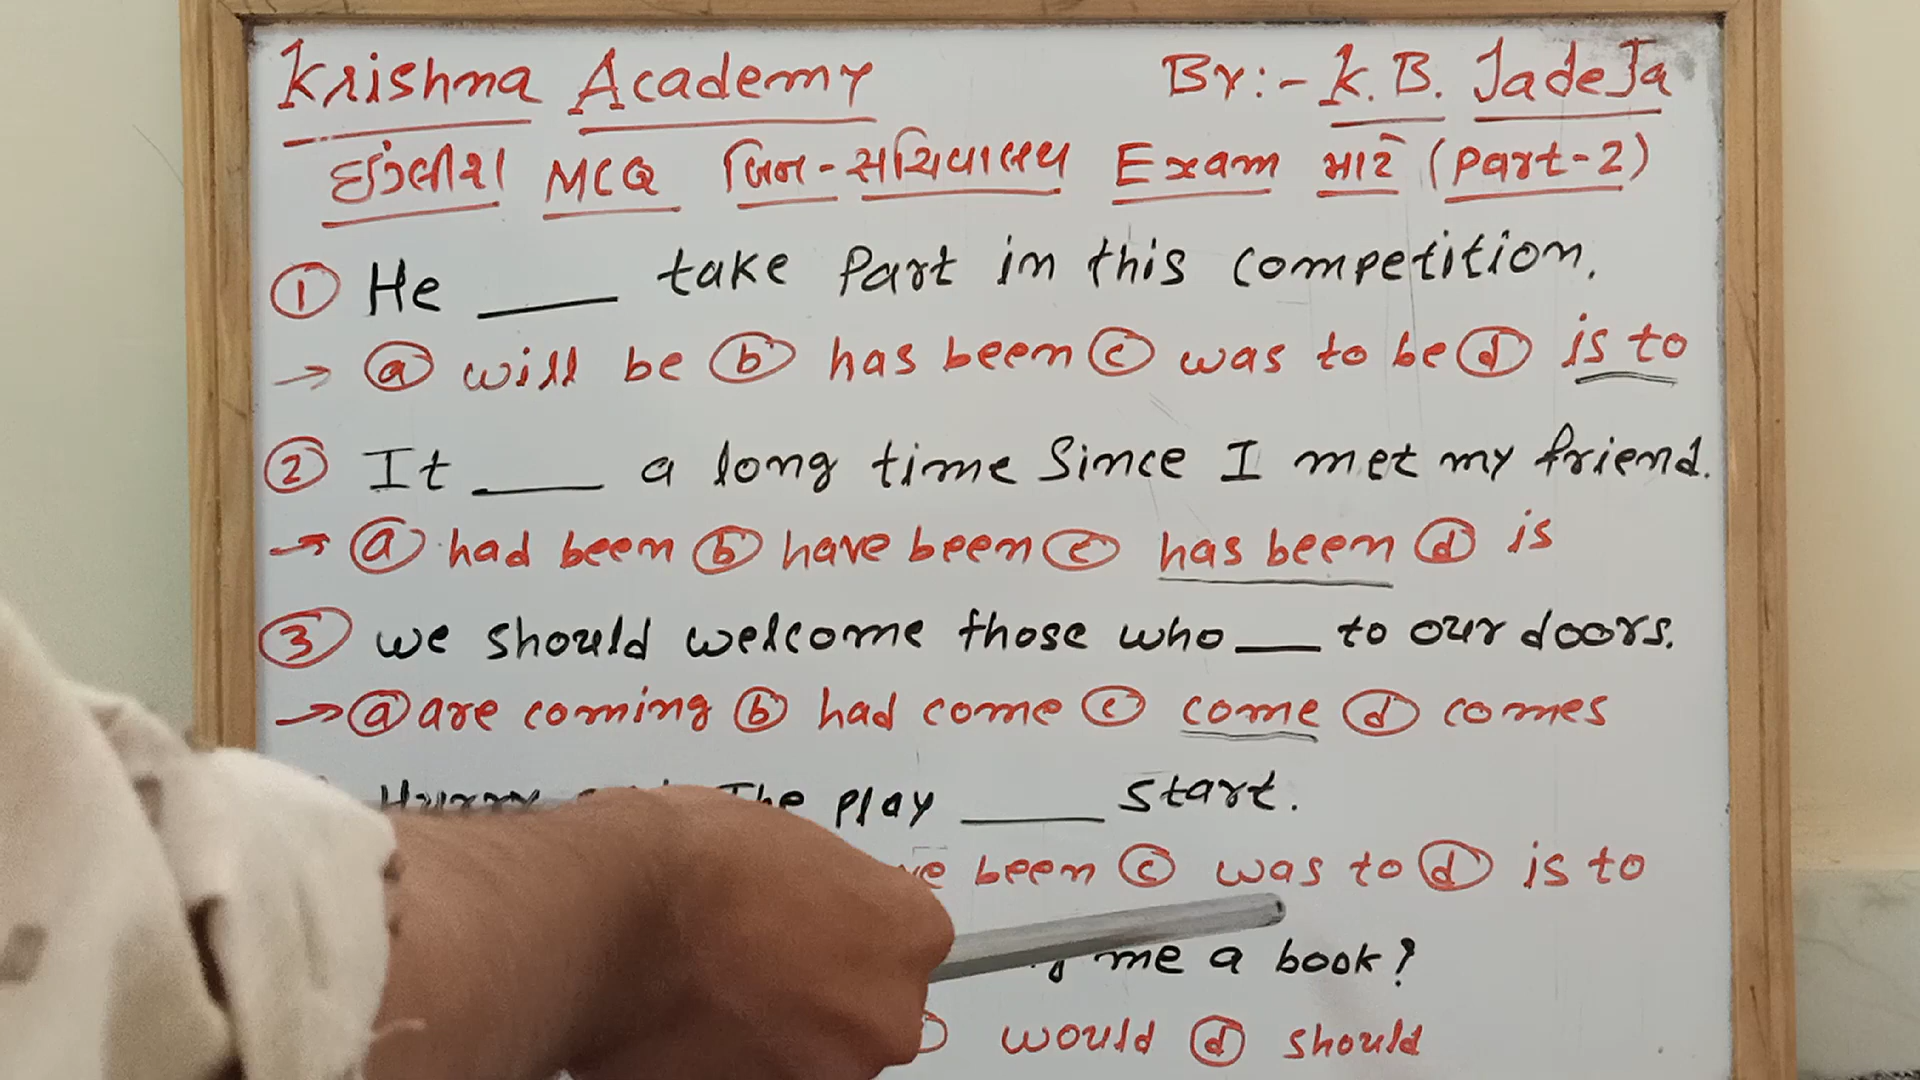 Krishna Academy By:- K. B. JadeJa
ઈંગ્લીશ MCQ બિન-સચિવાલય Exam માટે (Part-2)
① He ____ take Part in this competition.
→ ⓐ will be ⓑ has been ⓒ was to be ⓓ is to
② It ____ a long time Since I met my friend.
→ ⓐ had been ⓑ have been ⓒ has been ⓓ is
③ we should welcome those who ___ to our doors.
→ ⓐ are coming ⓑ had come ⓒ come ⓓ comes
Hurry The Play ____ start.
been ⓒ was to ⓓ is to
me a book?
would ⓓ should